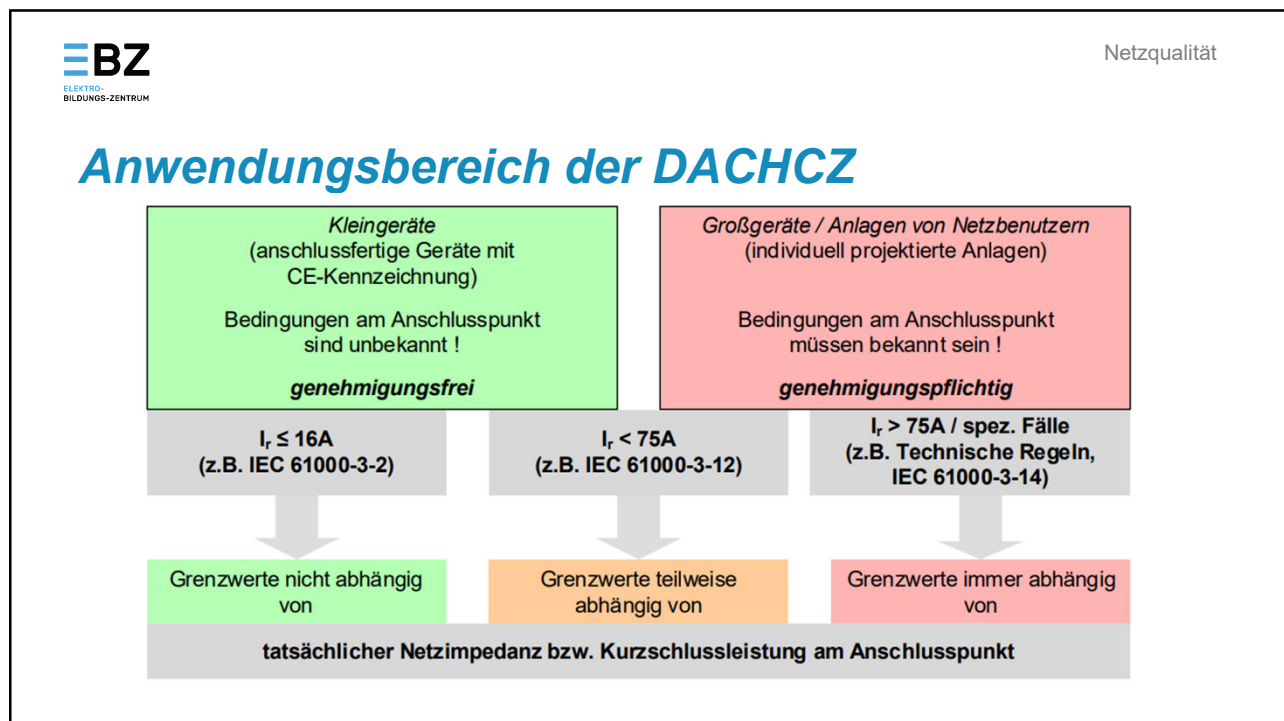 EBZ
ELEKTRO-
BILDUNGS-ZENTRUM
Netzqualität
Anwendungsbereich der DACHCZ
Kleingeräte
(anschlussfertige Geräte mit
CE-Kennzeichnung)
Bedingungen am Anschlusspunkt
sind unbekannt !
genehmigungsfrei
Großgeräte / Anlagen von Netzbenutzern
(individuell projektierte Anlagen)
Bedingungen am Anschlusspunkt
müssen bekannt sein !
genehmigungspflichtig
Ir ≤ 16A
(z.B. IEC 61000-3-2)
Ir < 75A
(z.B. IEC 61000-3-12)
Ir > 75A / spez. Fälle
(z.B. Technische Regeln,
IEC 61000-3-14)
Grenzwerte nicht abhängig
von
Grenzwerte teilweise
abhängig von
Grenzwerte immer abhängig
von
tatsächlicher Netzimpedanz bzw. Kurzschlussleistung am Anschlusspunkt